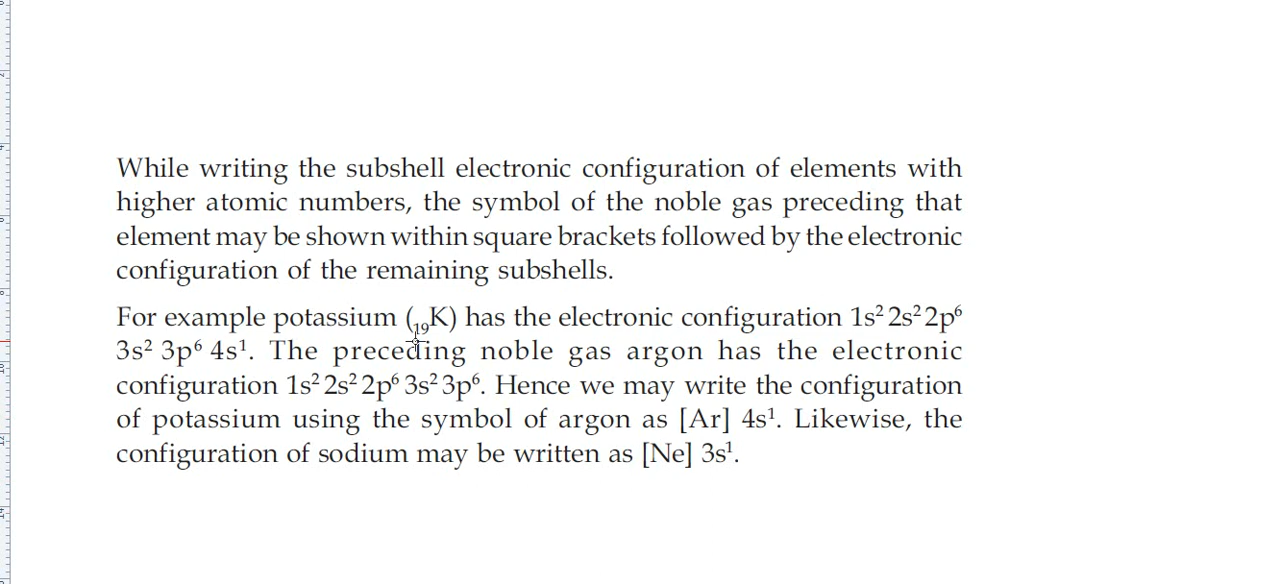 While writing the subshell electronic configuration of elements with
higher atomic numbers, the symbol of the noble gas preceding that
element may be shown within square brackets followed by the electronic
configuration of the remaining subshells.
For example potassium (₁₉K) has the electronic configuration 1s² 2s² 2p⁶
3s² 3p⁶ 4s¹. The preceding noble gas argon has the electronic
configuration 1s² 2s² 2p⁶ 3s² 3p⁶. Hence we may write the configuration
of potassium using the symbol of argon as [Ar] 4s¹. Likewise, the
configuration of sodium may be written as [Ne] 3s¹.